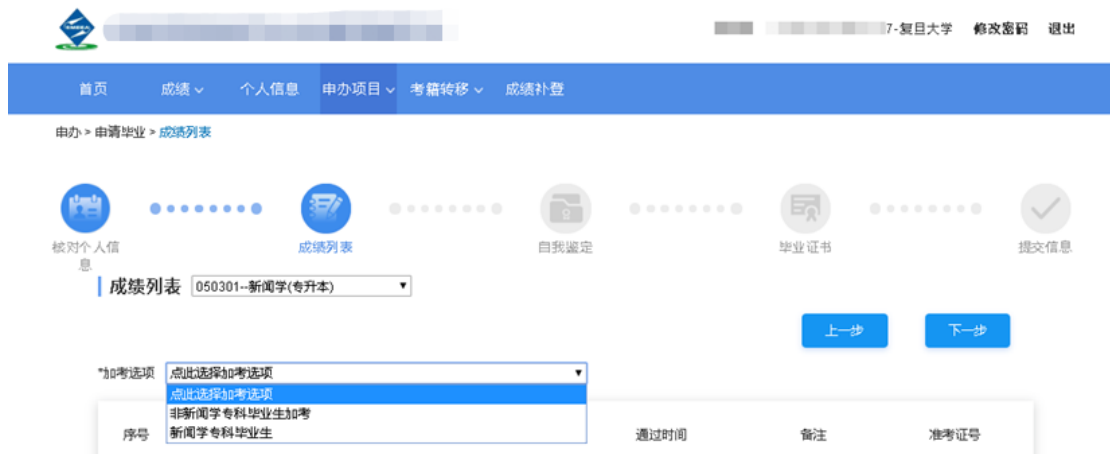 7-复旦大学 修改密码 退出
首页 成绩 个人信息 申办项目 考籍转移 成绩补登
申办 > 申请毕业 > 成绩列表
核对个人信息 成绩列表 自我鉴定 毕业证书 提交信息
成绩列表 050301--新闻学(专升本)
上一步 下一步
*加考选项 点此选择加考选项
点此选择加考选项
非新闻学专科毕业生加考
新闻学专科毕业生
序号 通过时间 备注 准考证号